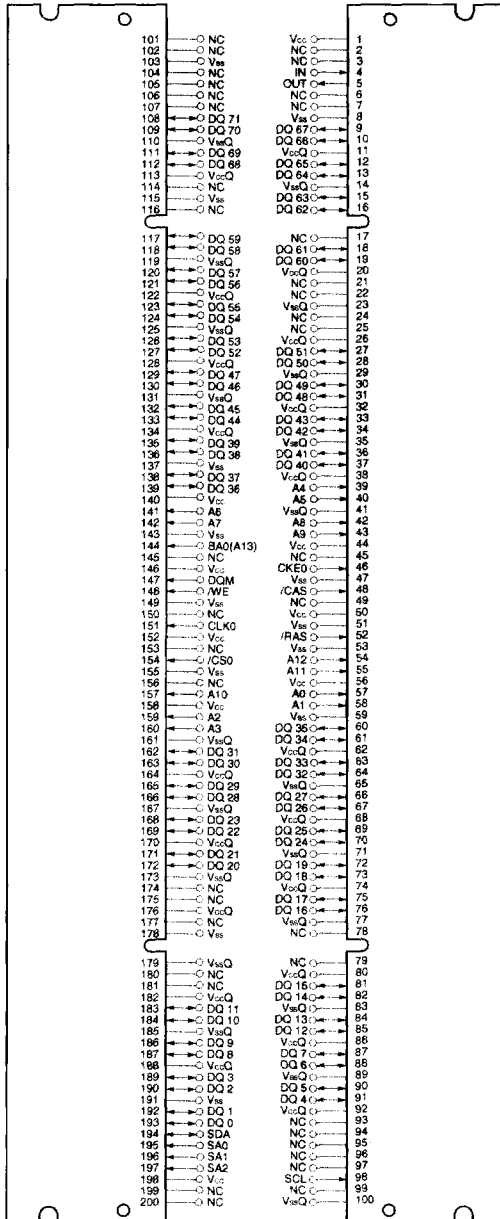 101 NC Vcc 1
102 NC NC 2
103 Vss NC 3
104 NC IN 4
105 NC OUT 5
106 NC NC 6
107 NC NC 7
108 DQ 71 Vss 8
109 DQ 70 DQ 67 9
110 VssQ DQ 66 10
111 DQ 69 VccQ 11
112 DQ 68 DQ 65 12
113 VccQ DQ 64 13
114 NC VssQ 14
115 Vss DQ 63 15
116 NC DQ 62 16
117 DQ 59 NC 17
118 DQ 58 DQ 61 18
119 VssQ DQ 60 19
120 DQ 57 VccQ 20
121 DQ 56 NC 21
122 VccQ NC 22
123 DQ 55 VssQ 23
124 DQ 54 NC 24
125 VssQ NC 25
126 DQ 53 VccQ 26
127 DQ 52 DQ 51 27
128 VccQ DQ 50 28
129 DQ 47 VssQ 29
130 DQ 46 DQ 49 30
131 VssQ DQ 48 31
132 DQ 45 VccQ 32
133 DQ 44 DQ 43 33
134 VccQ DQ 42 34
135 DQ 39 VssQ 35
136 DQ 38 DQ 41 36
137 Vss DQ 40 37
138 DQ 37 VccQ 38
139 DQ 36 A4 39
140 Vcc A5 40
141 A6 VssQ 41
142 A7 A8 42
143 Vss A9 43
144 BA0(A13) Vcc 44
145 NC NC 45
146 Vcc CKE0 46
147 DQM Vss 47
148 /WE /CAS 48
149 Vss NC 49
150 NC Vcc 50
151 CLK0 Vss 51
152 Vcc /RAS 52
153 NC Vss 53
154 /CS0 A12 54
155 Vss A11 55
156 NC Vcc 56
157 A10 A0 57
158 Vcc A1 58
159 A2 Vss 59
160 A3 DQ 35 60
161 VssQ DQ 34 61
162 DQ 31 VccQ 62
163 DQ 30 DQ 33 63
164 VccQ DQ 32 64
165 DQ 29 VssQ 65
166 DQ 28 DQ 27 66
167 VssQ DQ 26 67
168 DQ 23 VccQ 68
169 DQ 22 DQ 25 69
170 VccQ DQ 24 70
171 DQ 21 VssQ 71
172 DQ 20 DQ 19 72
173 VssQ DQ 18 73
174 NC VccQ 74
175 NC DQ 17 75
176 VccQ DQ 16 76
177 NC VssQ 77
178 Vss NC 78
179 VssQ NC 79
180 NC VccQ 80
181 NC DQ 15 81
182 VccQ DQ 14 82
183 DQ 11 VssQ 83
184 DQ 10 DQ 13 84
185 VssQ DQ 12 85
186 DQ 9 VccQ 86
187 DQ 8 DQ 7 87
188 VccQ DQ 6 88
189 DQ 3 VssQ 89
190 DQ 2 DQ 5 90
191 Vss DQ 4 91
192 DQ 1 VccQ 92
193 DQ 0 NC 93
194 SDA NC 94
195 SA0 NC 95
196 SA1 NC 96
197 SA2 NC 97
198 Vcc SCL 98
199 NC NC 99
200 NC VssQ 100